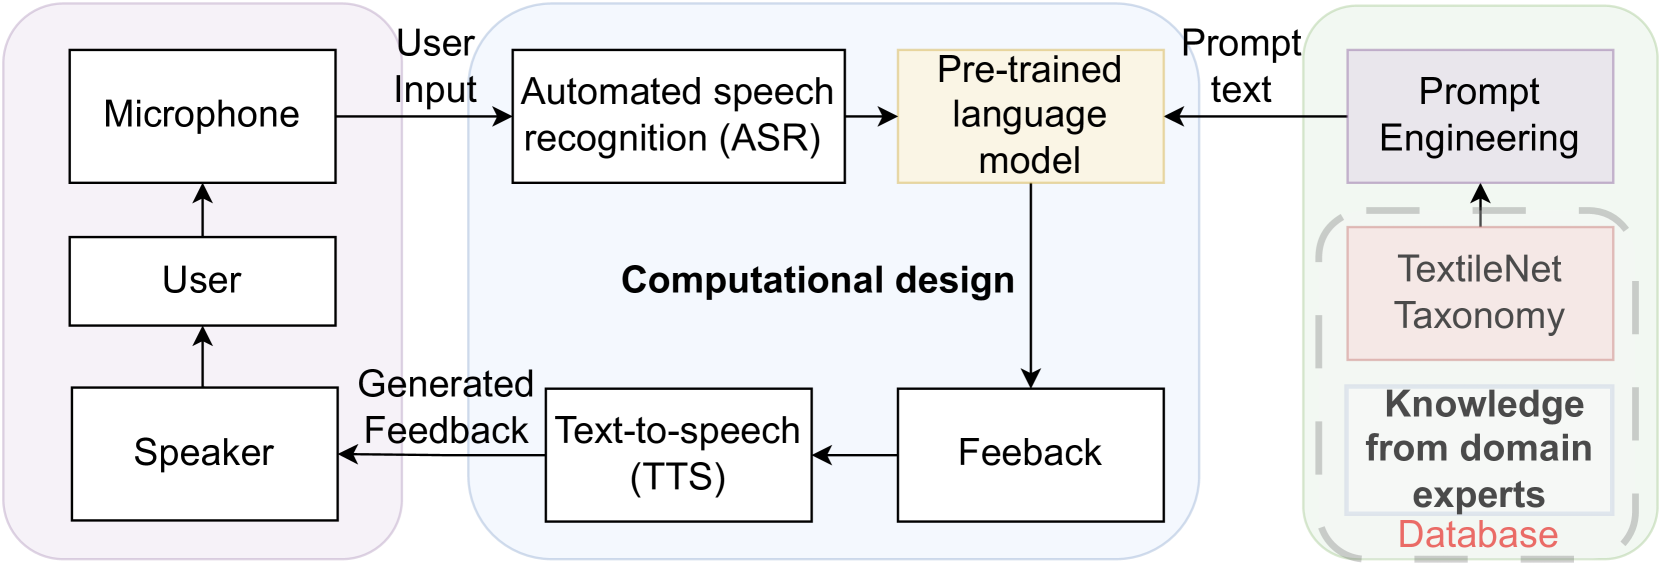 Microphone
User
Speaker
User
Input
Automated speech
recognition (ASR)
Pre-trained
language
model
Computational design
Generated
Feedback
Text-to-speech
(TTS)
Feeback
Prompt
text
Prompt
Engineering
TextileNet
Taxonomy
Knowledge
from domain
experts
Database